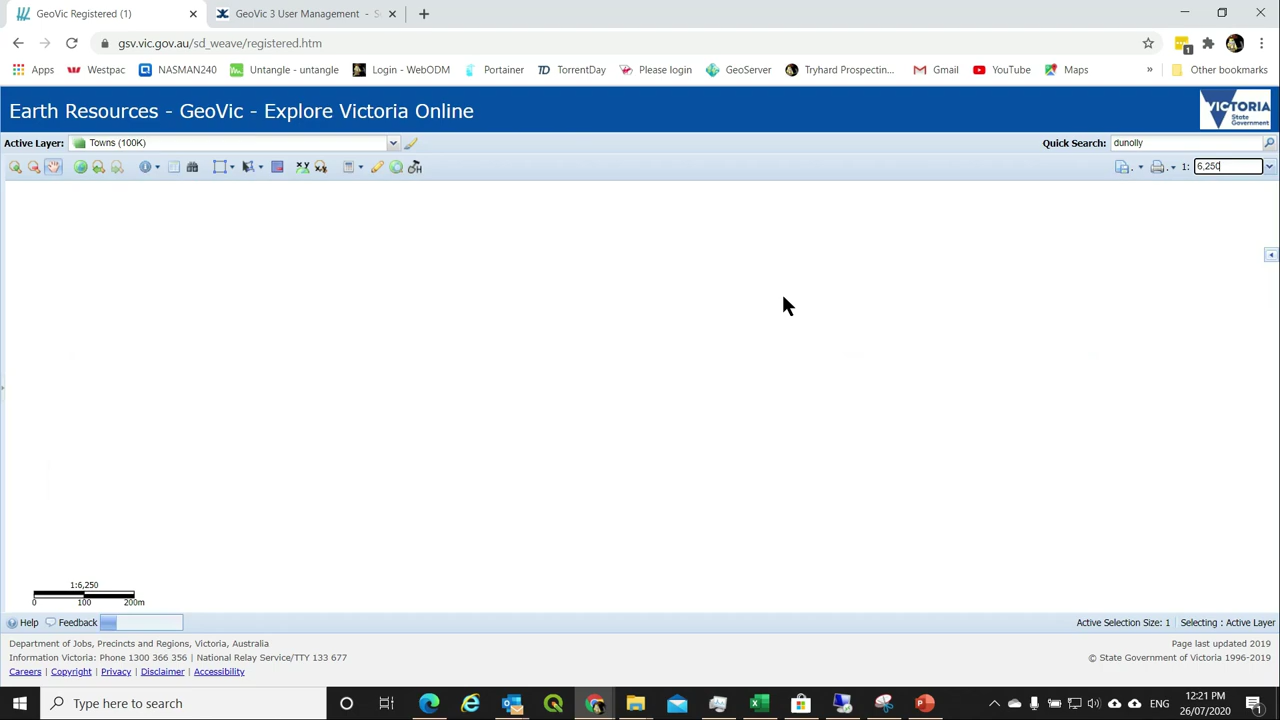 GeoVic Registered (1)
GeoVic 3 User Management - S
gsv.vic.gov.au/sd_weave/registered.htm
1
Apps
Westpac
NASMAN240
Untangle - untangle
Login - WebODM
Portainer
TD TorrentDay
Please login
GeoServer
Tryhard Prospectin...
Gmail
YouTube
Maps
»
Other bookmarks
Earth Resources - GeoVic - Explore Victoria Online
VICTORIA
State
Government
Active Layer:
Towns (100K)
Quick Search:
dunolly
1:
6,250
1:6,250
0 100 200m
Help
Feedback
Active Selection Size: 1
Selecting : Active Layer
Department of Jobs, Precincts and Regions, Victoria, Australia
Page last updated 2019
Information Victoria: Phone 1300 366 356 | National Relay Service/TTY 133 677
© State Government of Victoria 1996-2019
Careers | Copyright | Privacy | Disclaimer | Accessibility
Type here to search
ENG
12:21 PM
26/07/2020